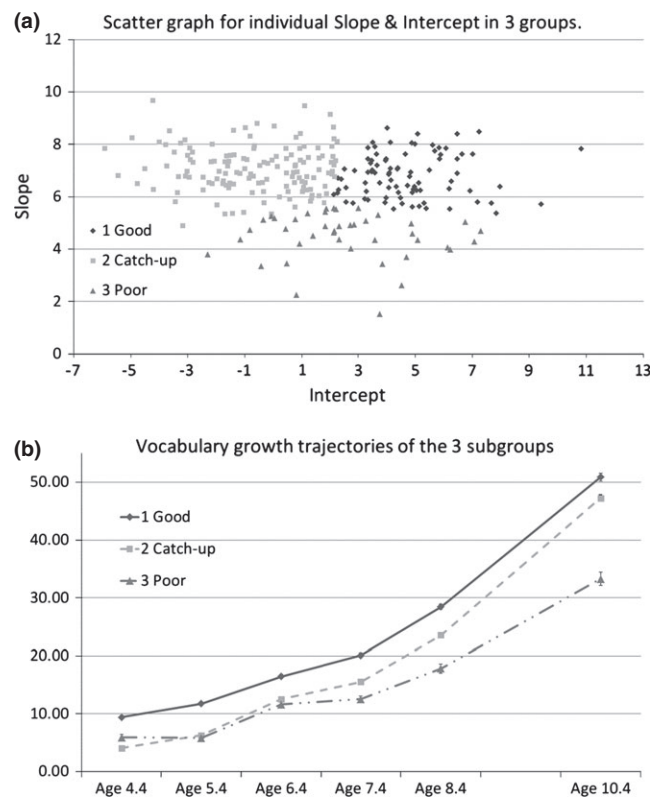 (a) Scatter graph for individual Slope & Intercept in 3 groups.
12
10
8
6
4
2
0
Slope
1 Good
2 Catch-up
3 Poor
-7 -5 -3 -1 1 3 5 7 9 11 13
Intercept
(b) Vocabulary growth trajectories of the 3 subgroups
50.00
40.00
30.00
20.00
10.00
0.00
1 Good
2 Catch-up
3 Poor
Age 4.4 Age 5.4 Age 6.4 Age 7.4 Age 8.4 Age 10.4